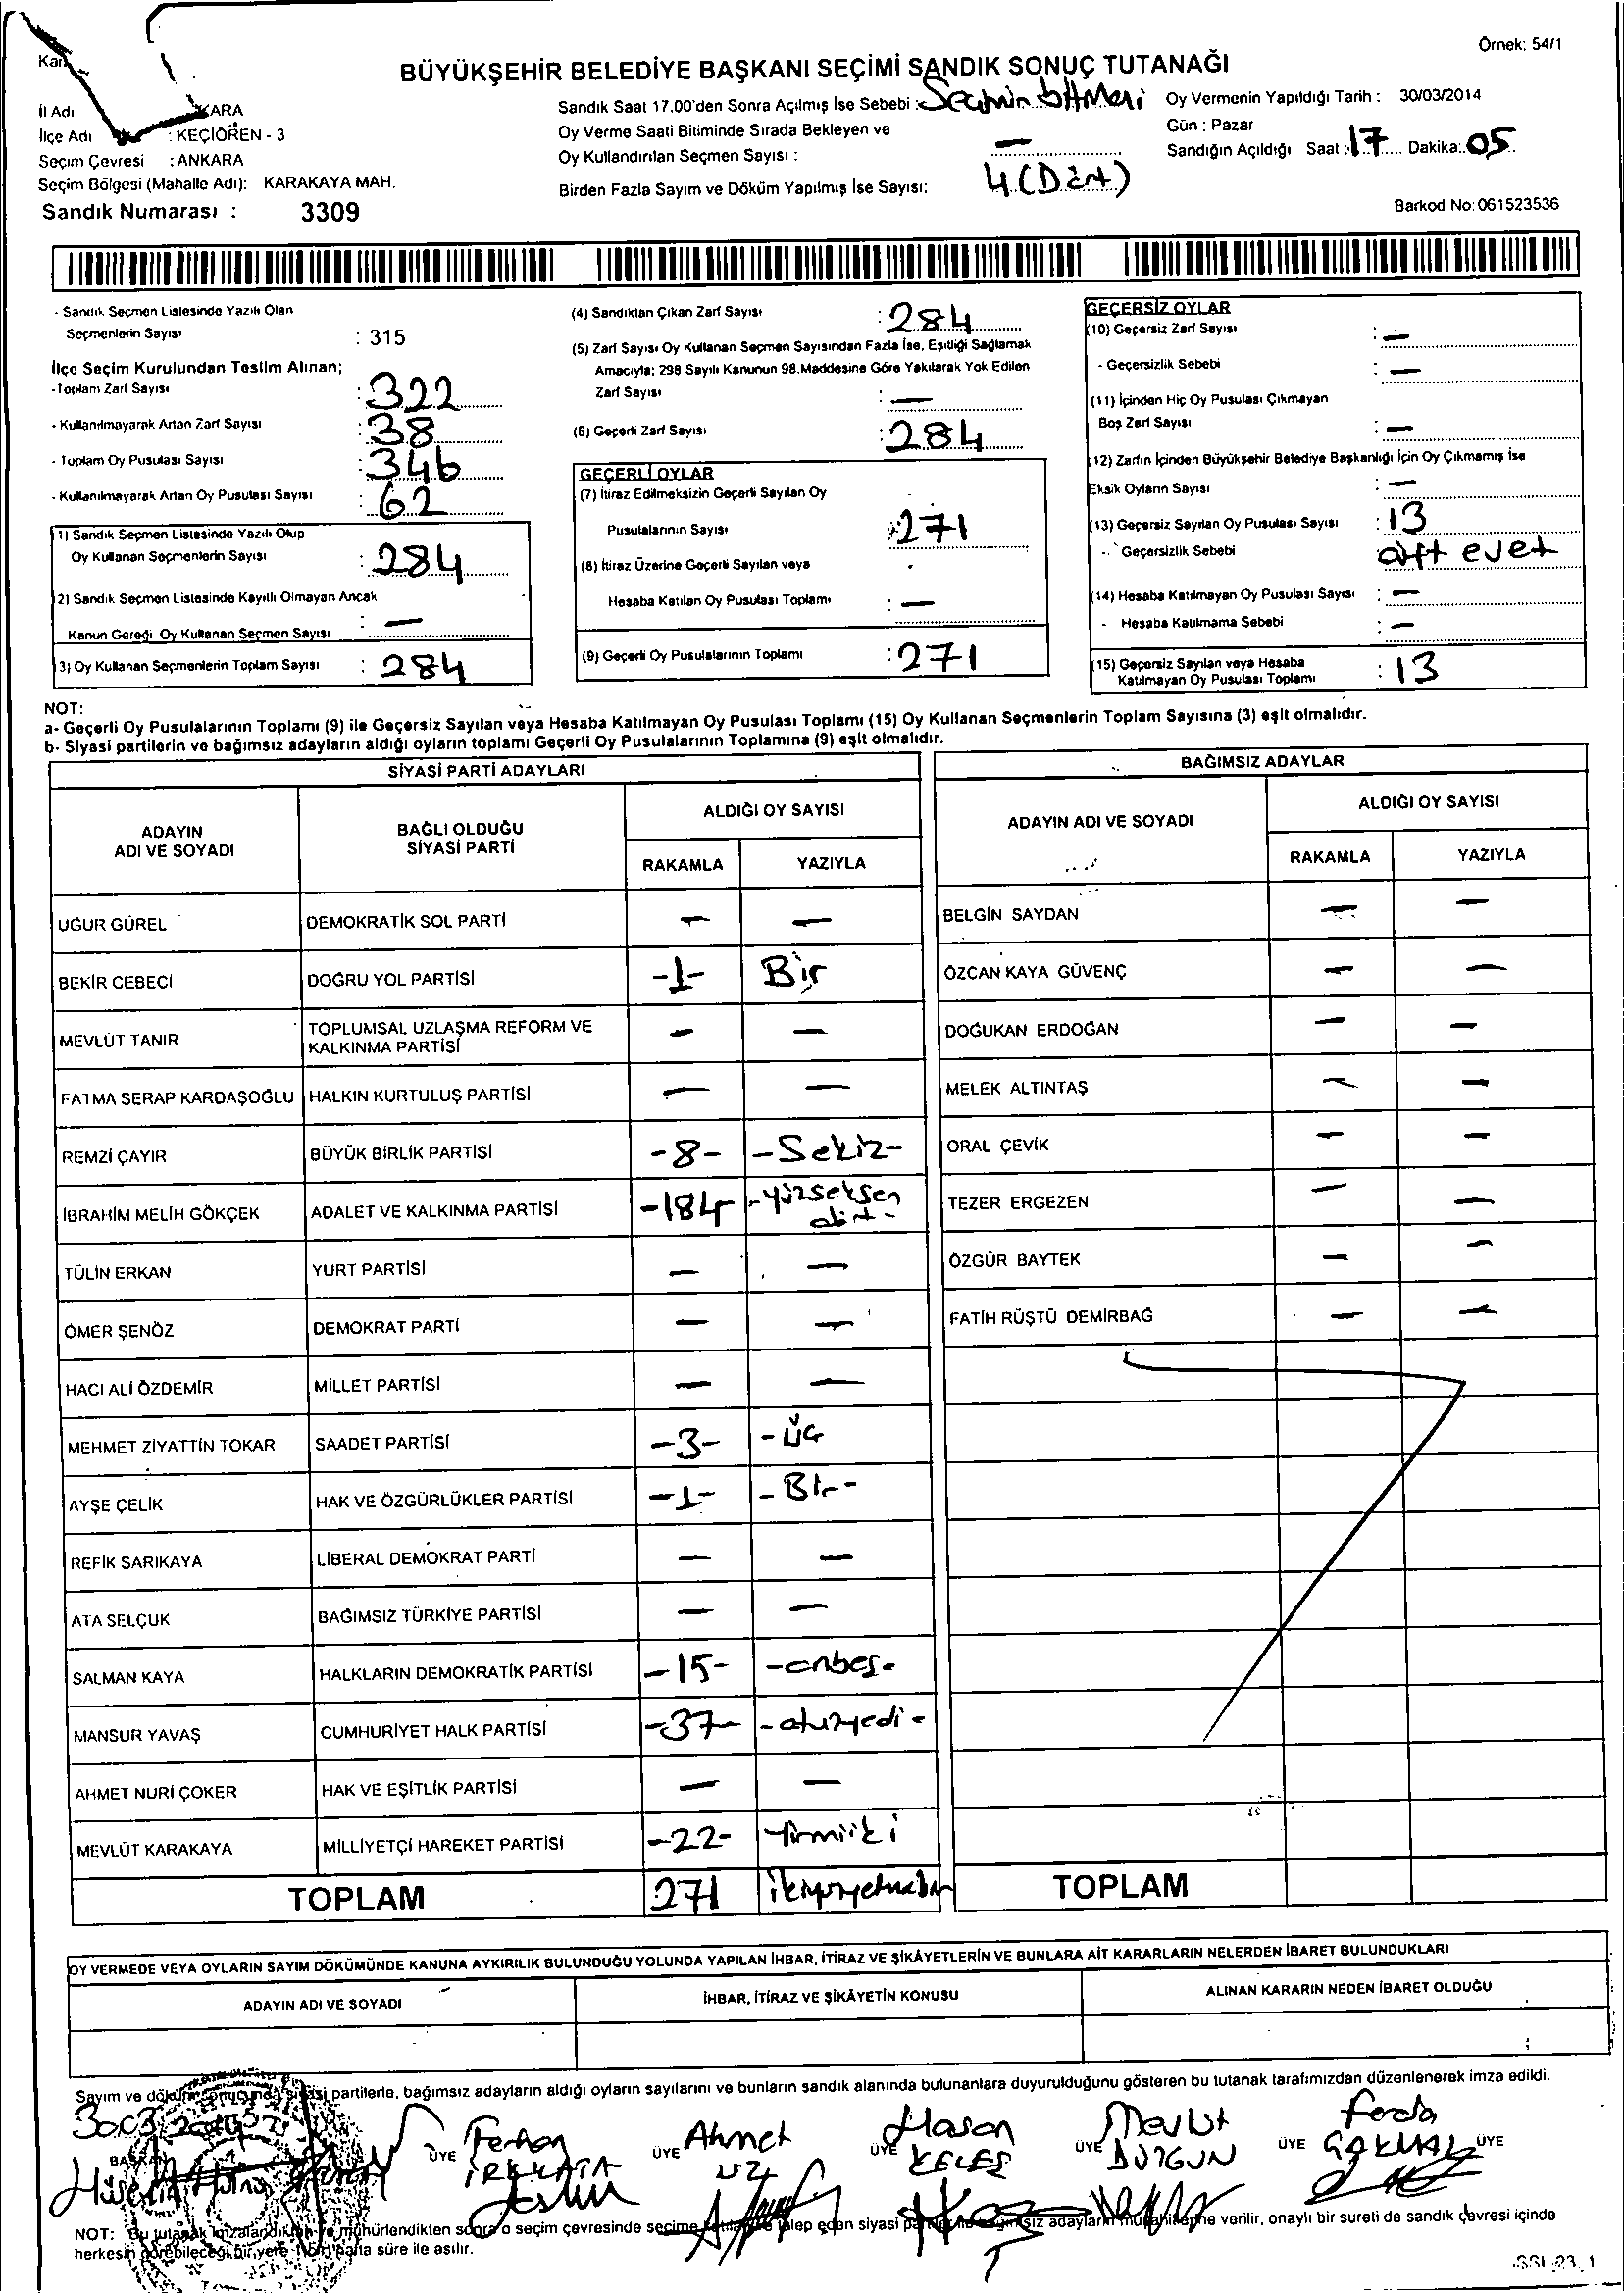 Örnek: 54/1
BÜYÜKŞEHİR BELEDİYE BAŞKANI SEÇİMİ SANDIK SONUÇ TUTANAĞI
İl Adı KARA
İlçe Adı : KEÇİÖREN - 3
Seçim Çevresi : ANKARA
Seçim Bölgesi (Mahalle Adı): KARAKAYA MAH.
Sandık Numarası : 3309
Sandık Saat 17.00'den Sonra Açılmış İse Sebebi : Seçimin bitmesi
Oy Verme Saati Bitiminde Sırada Bekleyen ve
Oy Kullandırılan Seçmen Sayısı : —
Birden Fazla Sayım ve Döküm Yapılmış İse Sayısı: 4 (Dört)
Oy Vermenin Yapıldığı Tarih : 30/03/2014
Gün : Pazar
Sandığın Açıldığı Saat : 17 Dakika: 05
Barkod No: 061523536
- Sandık Seçmen Listesinde Yazılı Olan
Seçmenlerin Sayısı : 315
İlçe Seçim Kurulundan Teslim Alınan;
- Toplam Zarf Sayısı : 322
- Kullanılmayarak Artan Zarf Sayısı : 38
- Toplam Oy Pusulası Sayısı : 346
- Kullanılmayarak Artan Oy Pusulası Sayısı : 62
1) Sandık Seçmen Listesinde Yazılı Olup
Oy Kullanan Seçmenlerin Sayısı : 284
2) Sandık Seçmen Listesinde Kayıtlı Olmayan Ancak
Kanun Gereği Oy Kullanan Seçmen Sayısı : —
3) Oy Kullanan Seçmenlerin Toplam Sayısı : 284
(4) Sandıktan Çıkan Zarf Sayısı : 284
(5) Zarf Sayısı Oy Kullanan Seçmen Sayısından Fazla İse, Eşitliği Sağlamak
Amacıyla; 298 Sayılı Kanunun 98.Maddesine Göre Yakılarak Yok Edilen
Zarf Sayısı : —
(6) Geçerli Zarf Sayısı : 284
GEÇERLİ OYLAR
(7) İtiraz Edilmeksizin Geçerli Sayılan Oy
Pusulalarının Sayısı : 271
(8) İtiraz Üzerine Geçerli Sayılan veya
Hesaba Katılan Oy Pusulası Toplamı : —
(9) Geçerli Oy Pusulalarının Toplamı : 271
GEÇERSİZ OYLAR
(10) Geçersiz Zarf Sayısı : —
- Geçersizlik Sebebi : —
(11) İçinden Hiç Oy Pusulası Çıkmayan
Boş Zarf Sayısı : —
(12) Zarfın İçinden Büyükşehir Belediye Başkanlığı İçin Oy Çıkmamış İse
Eksik Oyların Sayısı : —
(13) Geçersiz Sayılan Oy Pusulası Sayısı : 13
- Geçersizlik Sebebi çift evet
(14) Hesaba Katılmayan Oy Pusulası Sayısı : —
- Hesaba Katılmama Sebebi : —
(15) Geçersiz Sayılan veya Hesaba
Katılmayan Oy Pusulası Toplamı : 13
NOT:
a- Geçerli Oy Pusulalarının Toplamı (9) ile Geçersiz Sayılan veya Hesaba Katılmayan Oy Pusulası Toplamı (15) Oy Kullanan Seçmenlerin Toplam Sayısına (3) eşit olmalıdır.
b- Siyasi partilerin ve bağımsız adayların aldığı oyların toplamı Geçerli Oy Pusulalarının Toplamına (9) eşit olmalıdır.
SİYASİ PARTİ ADAYLARI
ADAYIN ADI VE SOYADI BAĞLI OLDUĞU SİYASİ PARTİ ALDIĞI OY SAYISI
RAKAMLA YAZIYLA
UĞUR GÜREL DEMOKRATİK SOL PARTİ — —
BEKİR CEBECİ DOĞRU YOL PARTİSİ -1- Bir
MEVLÜT TANIR TOPLUMSAL UZLAŞMA REFORM VE KALKINMA PARTİSİ — —
FATMA SERAP KARDAŞOĞLU HALKIN KURTULUŞ PARTİSİ — —
REMZİ ÇAYIR BÜYÜK BİRLİK PARTİSİ -8- -Sekiz-
İBRAHİM MELİH GÖKÇEK ADALET VE KALKINMA PARTİSİ -184- -yüzseksen dört-
TÜLİN ERKAN YURT PARTİSİ — —
ÖMER ŞENÖZ DEMOKRAT PARTİ — —
HACI ALİ ÖZDEMİR MİLLET PARTİSİ — —
MEHMET ZİYATTİN TOKAR SAADET PARTİSİ -3- -üç
AYŞE ÇELİK HAK VE ÖZGÜRLÜKLER PARTİSİ -1- -Bir-
REFİK SARIKAYA LİBERAL DEMOKRAT PARTİ — —
ATA SELÇUK BAĞIMSIZ TÜRKİYE PARTİSİ — —
SALMAN KAYA HALKLARIN DEMOKRATİK PARTİSİ -15- -onbeş-
MANSUR YAVAŞ CUMHURİYET HALK PARTİSİ -37- -otuzyedi-
AHMET NURİ ÇOKER HAK VE EŞİTLİK PARTİSİ — —
MEVLÜT KARAKAYA MİLLİYETÇİ HAREKET PARTİSİ -22- -yirmiiki
TOPLAM 271 ikiyüzyetmişbir
BAĞIMSIZ ADAYLAR
ADAYIN ADI VE SOYADI ALDIĞI OY SAYISI
RAKAMLA YAZIYLA
BELGİN SAYDAN — —
ÖZCAN KAYA GÜVENÇ — —
DOĞUKAN ERDOĞAN — —
MELEK ALTINTAŞ — —
ORAL ÇEVİK — —
TEZER ERGEZEN — —
ÖZGÜR BAYTEK — —
FATİH RÜŞTÜ DEMİRBAĞ — —
TOPLAM
OY VERMEDE VEYA OYLARIN SAYIM DÖKÜMÜNDE KANUNA AYKIRILIK BULUNDUĞU YOLUNDA YAPILAN İHBAR, İTİRAZ VE ŞİKÂYETLERİN VE BUNLARA AİT KARARLARIN NELERDEN İBARET BULUNDUKLARI
ADAYIN ADI VE SOYADI İHBAR, İTİRAZ VE ŞİKÂYETİN KONUSU ALINAN KARARIN NEDEN İBARET OLDUĞU
Sayım ve döküm sonucunda siyasi partilerle, bağımsız adayların aldığı oyların sayılarını ve bunların sandık alanında bulunanlara duyurulduğunu gösteren bu tutanak tarafımızdan düzenlenerek imza edildi.
BAŞKAN ÜYE ÜYE ÜYE ÜYE ÜYE ÜYE
Ahmet UZ
Hasan KELEŞ
Mevlüt DURGUN
NOT: Bu tutanak imzalandıktan ve mühürlendikten sonra o seçim çevresinde seçime talep eden siyasi adayların verilir, onaylı bir sureti de sandık çevresi içinde
herkesin görebileceği bir yere hafta süre ile asılır.